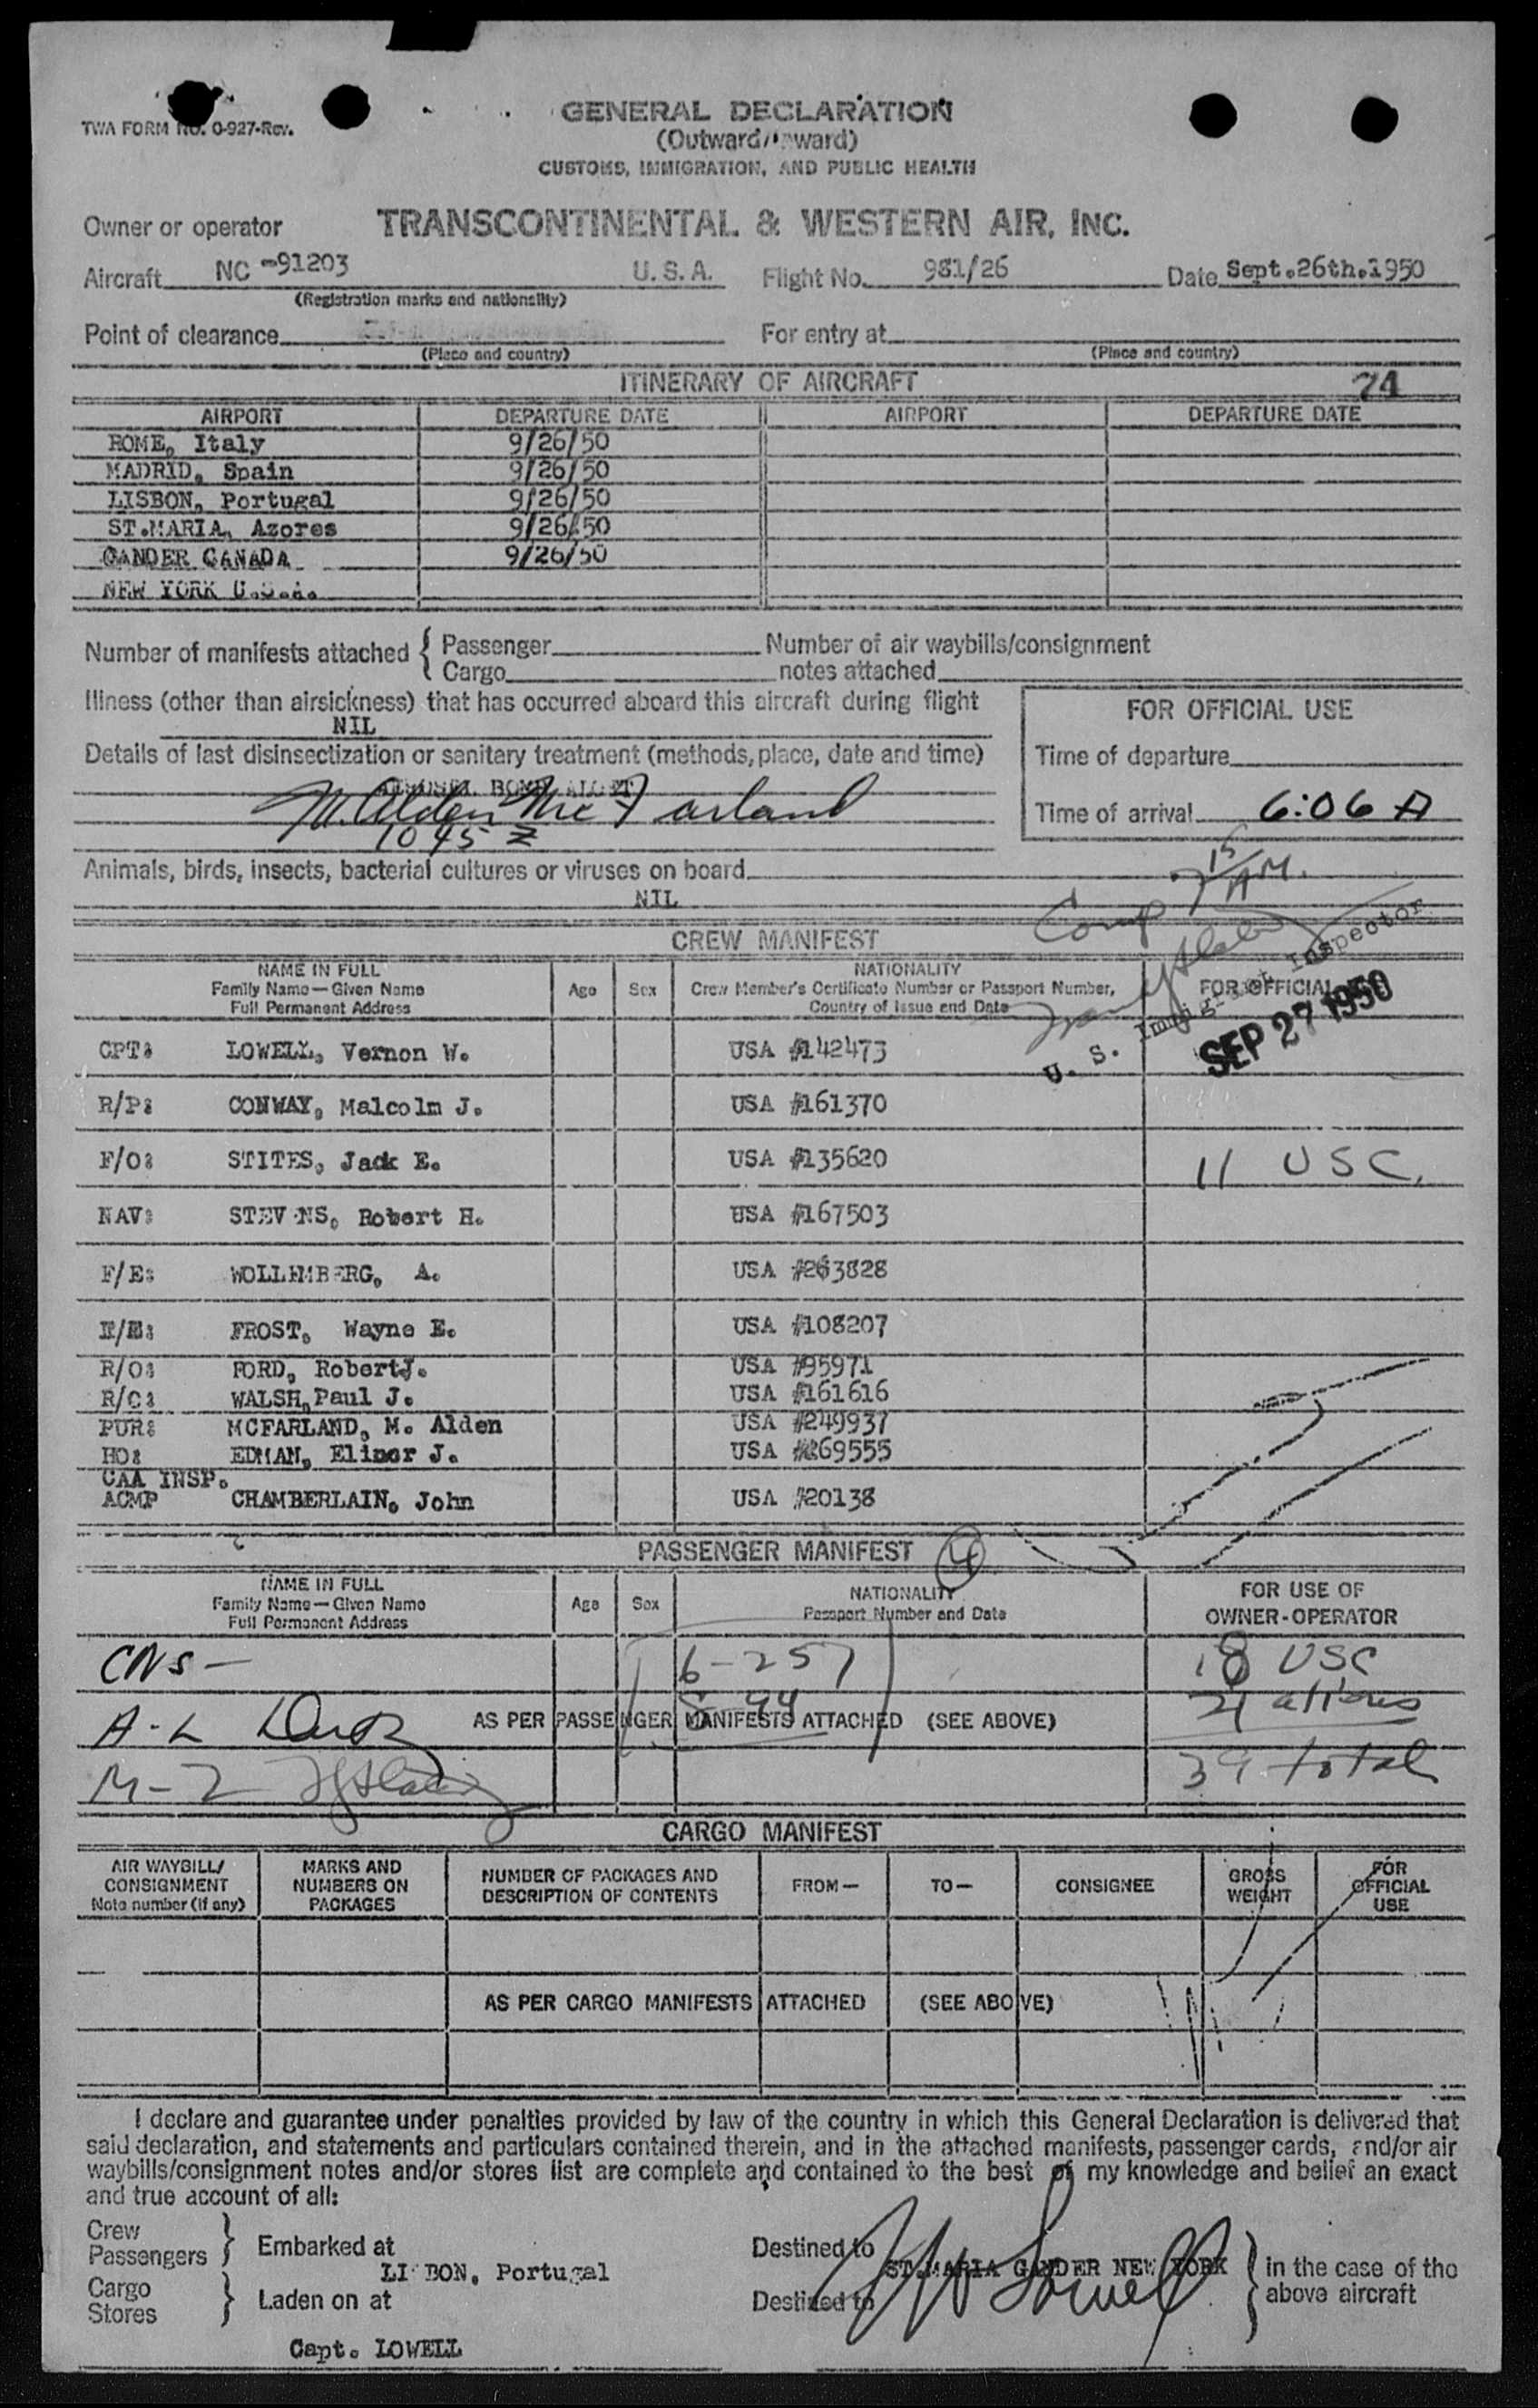 TWA FORM NO. O-927-Rev.
GENERAL DECLARATION
(Outward/Inward)
CUSTOMS, IMMIGRATION, AND PUBLIC HEALTH
Owner or operator TRANSCONTINENTAL & WESTERN AIR, INC.
Aircraft NC -91203 U. S. A. Flight No. 981/26 Date Sept.26th.1950
(Registration marks and nationality)
Point of clearance For entry at
(Place and country) (Place and country)
ITINERARY OF AIRCRAFT
AIRPORT DEPARTURE DATE AIRPORT DEPARTURE DATE
ROME, Italy 9/26/50
MADRID, Spain 9/26/50
LISBON, Portugal 9/26/50
ST.MARIA, Azores 9/26/50
GANDER CANADA 9/26/50
NEW YORK U.S.A.
Number of manifests attached { Passenger Number of air waybills/consignment
Cargo notes attached
Illness (other than airsickness) that has occurred aboard this aircraft during flight
NIL
FOR OFFICIAL USE
Details of last disinsectization or sanitary treatment (methods, place, date and time)
Time of departure
M. Alden McFarland
1045 Z
Time of arrival 6:06 A
Animals, birds, insects, bacterial cultures or viruses on board
NIL
Comp 7 15 AM.
U. S. Immigrant Inspector
SEP 27 1950
CREW MANIFEST
NAME IN FULL
Family Name—Given Name
Full Permanent Address
Age Sex
NATIONALITY
Crew Member's Certificate Number or Passport Number,
Country of Issue and Date
FOR OFFICIAL
CPT: LOWELL, Vernon W. USA #142473
R/P: CONWAY, Malcolm J. USA #161370
F/O: STITES, Jack E. USA #135620 11 USC.
NAV: STEV NS, Robert H. USA #167503
F/E: WOLLEMBERG, A. USA #263828
F/E: FROST, Wayne E. USA #108207
R/O: FORD, RobertJ. USA #95971
R/O: WALSH,Paul J. USA #161616
PUR: MCFARLAND, M. Alden USA #249937
HO: EDMAN, Elinor J. USA #269555
CAA INSP.
ACMP CHAMBERLAIN, John USA #20138
PASSENGER MANIFEST 4
NAME IN FULL
Family Name—Given Name
Full Permanent Address
Age Sex
NATIONALITY
Passport Number and Date
FOR USE OF
OWNER-OPERATOR
CNS - 6-257 18 USC
A-L 8-94 21 aliens
AS PER PASSENGER MANIFESTS ATTACHED (SEE ABOVE)
M-Z 39 total
CARGO MANIFEST
AIR WAYBILL/
CONSIGNMENT
Note number (if any)
MARKS AND
NUMBERS ON
PACKAGES
NUMBER OF PACKAGES AND
DESCRIPTION OF CONTENTS
FROM— TO— CONSIGNEE
GROSS
WEIGHT
FOR
OFFICIAL
USE
AS PER CARGO MANIFESTS ATTACHED (SEE ABOVE)
I declare and guarantee under penalties provided by law of the country in which this General Declaration is delivered that
said declaration, and statements and particulars contained therein, and in the attached manifests, passenger cards, and/or air
waybills/consignment notes and/or stores list are complete and contained to the best of my knowledge and belief an exact
and true account of all:
Crew
Passengers } Embarked at Destined to
LI BON, Portugal ST.MARIA GANDER NEW YORK
in the case of the
above aircraft
Cargo
Stores } Laden on at Destined to
Capt. LOWELL